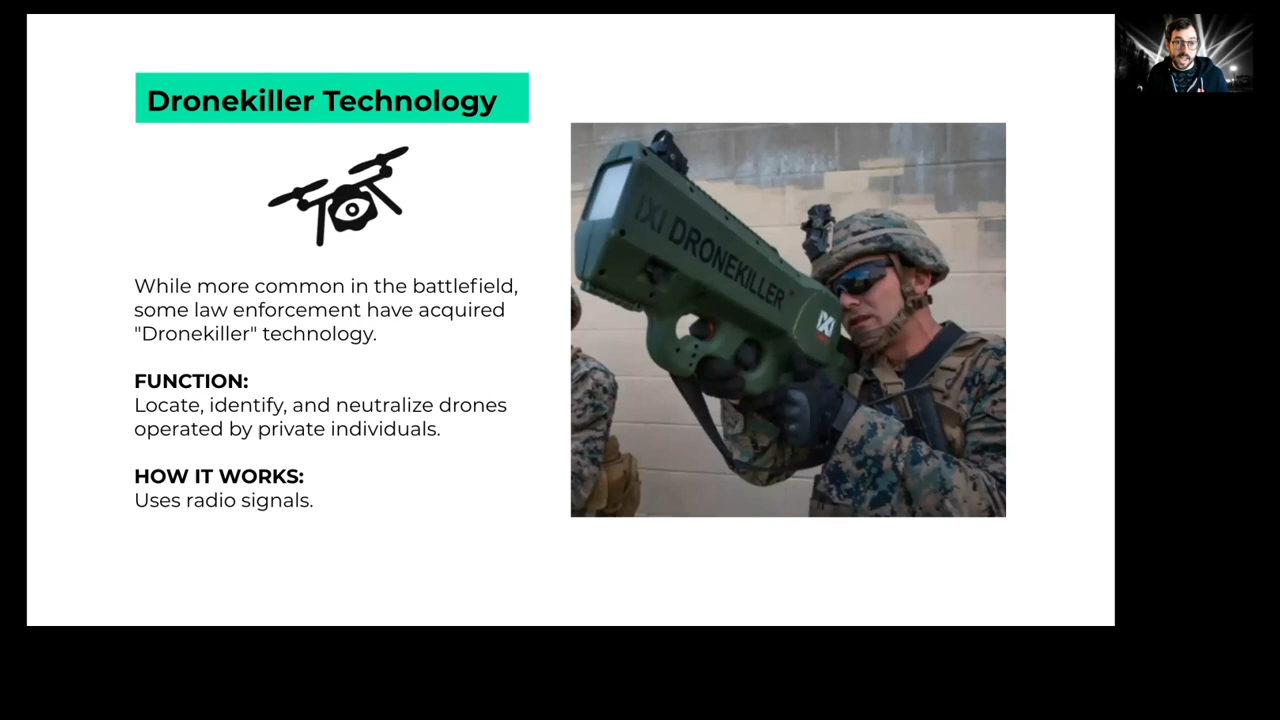 Dronekiller Technology
While more common in the battlefield,
some law enforcement have acquired
"Dronekiller" technology.
FUNCTION:
Locate, identify, and neutralize drones
operated by private individuals.
HOW IT WORKS:
Uses radio signals.
IXI DRONEKILLER
IXI